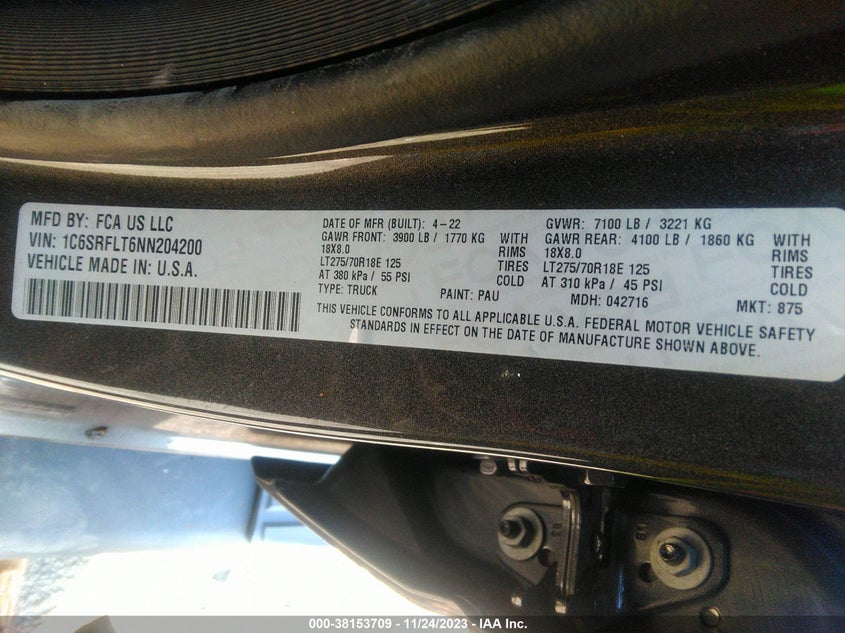 MFD BY: FCA US LLC
VIN: 1C6SRFLT6NN204200
VEHICLE MADE IN: U.S.A.
DATE OF MFR (BUILT): 4-22 GVWR: 7100 LB / 3221 KG
GAWR FRONT: 3900 LB / 1770 KG WITH GAWR REAR: 4100 LB / 1860 KG WITH
18X8.0 RIMS 18X8.0 RIMS
LT275/70R18E 125 TIRES LT275/70R18E 125 TIRES
AT 380 kPa / 55 PSI COLD AT 310 kPa / 45 PSI COLD
TYPE: TRUCK PAINT: PAU MDH: 042716 MKT: 875
THIS VEHICLE CONFORMS TO ALL APPLICABLE U.S.A. FEDERAL MOTOR VEHICLE SAFETY
STANDARDS IN EFFECT ON THE DATE OF MANUFACTURE SHOWN ABOVE.
000-38153709 - 11/24/2023 - IAA Inc.